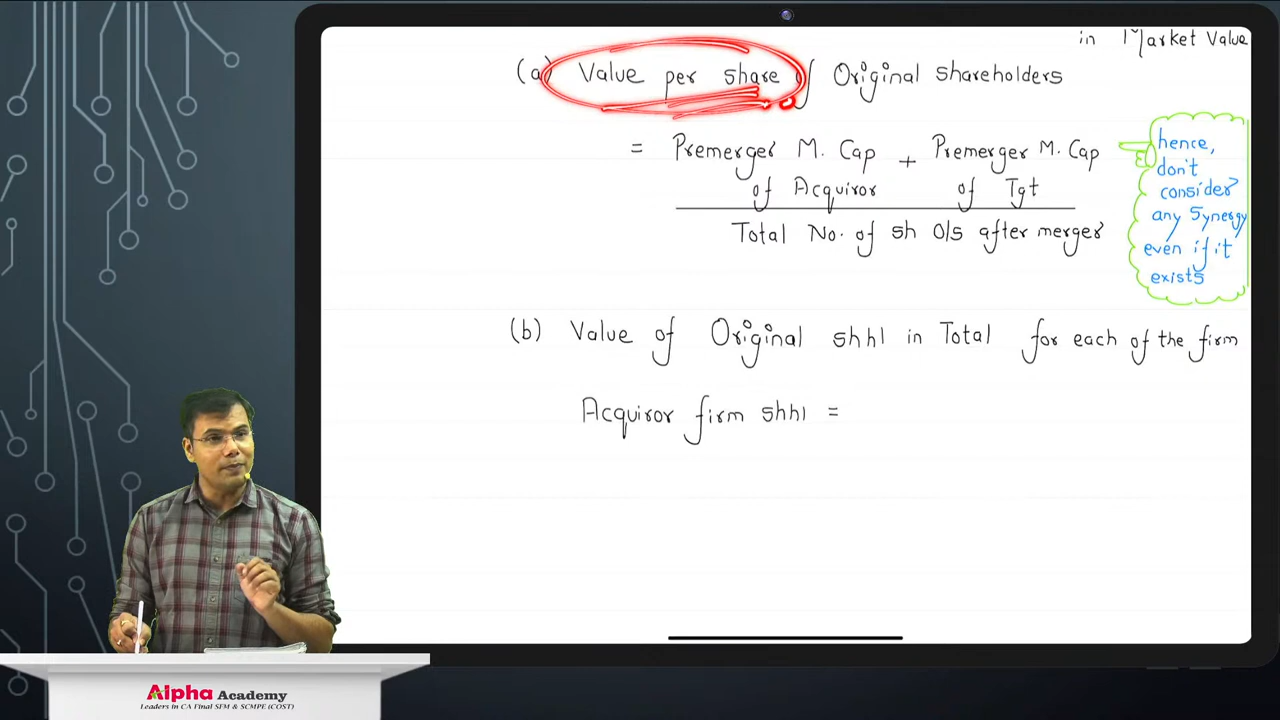 in Market Value
(a) Value per share of Original shareholders
= Premerger M. Cap of Acquiror + Premerger M. Cap of Tgt
Total No. of sh O/s after merger
hence,
don't
consider
any Synergy
even if it
exists
(b) Value of Original shhl in Total for each of the firm
Acquiror firm shhl =
Alpha Academy
Leaders in CA Final SFM & SCMPE (COST)